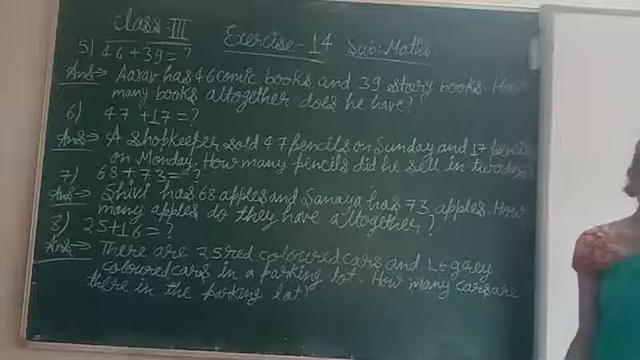 Class III Exercise-14 Sub: Maths
5) 46+39=?
Ans→ Aarav has 46 comic books and 39 story books. How
many books altogether does he have?
6) 47+17=?
Ans→ A shopkeeper sold 47 pencils on Sunday and 17 pencils
on Monday. How many pincils did he sell in two days
7) 68+73=?
Ans→ Shivi has 68 apples and Sanaya has 73 apples. How
many apples do they have altogether?
8) 25+16=?
Ans→ There are 25 red coloured cars and 16 grey
coloured cars in a parking lot. How many cars are
there in the parking lot?